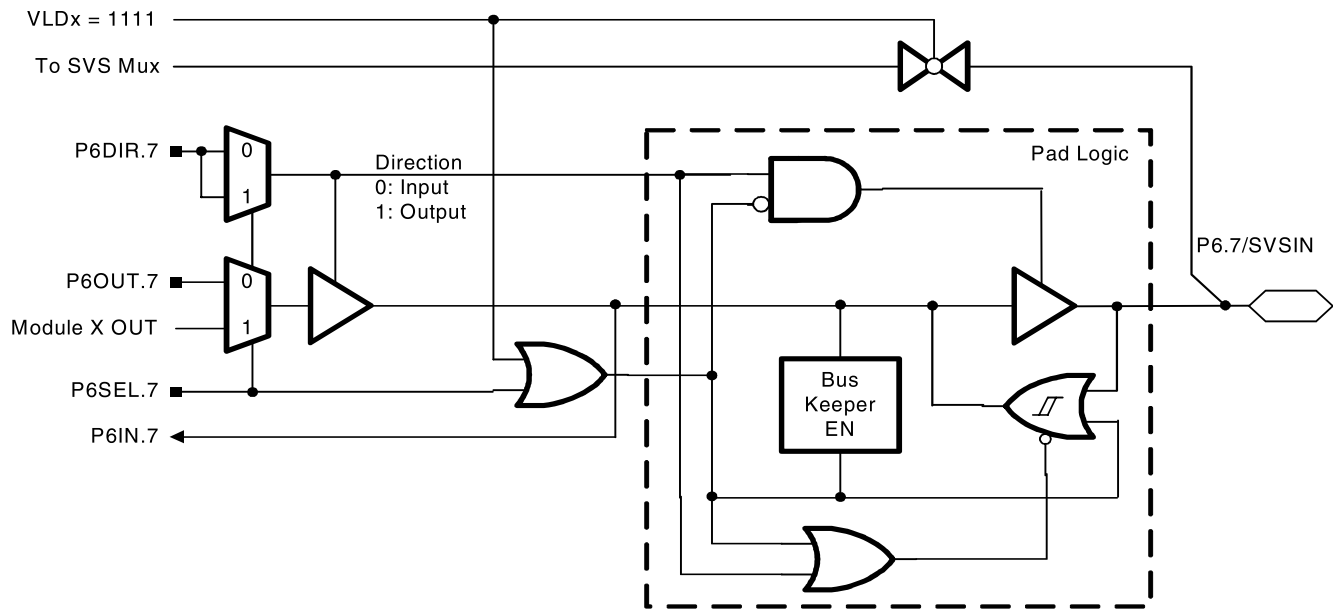 VLDx = 1111
To SVS Mux
P6DIR.7
0
1
Direction
0: Input
1: Output
Pad Logic
P6.7/SVSIN
P6OUT.7
0
Module X OUT
1
P6SEL.7
P6IN.7
Bus
Keeper
EN